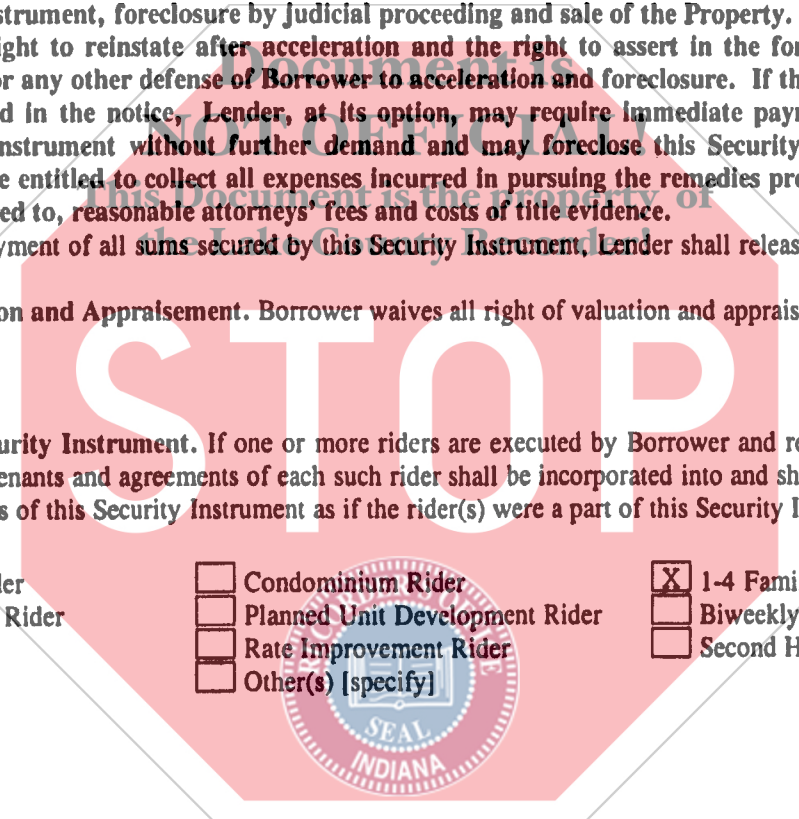 strument, foreclosure by judicial proceeding and sale of the Property.
ight to reinstate after acceleration and the right to assert in the for
or any other defense of Borrower to acceleration and foreclosure. If th
d in the notice, Lender, at its option, may require immediate payr
nstrument without further demand and may foreclose this Security
e entitled to collect all expenses incurred in pursuing the remedies pr
ed to, reasonable attorneys' fees and costs of title evidence.
yment of all sums secured by this Security Instrument, Lender shall releas
on and Appraisement. Borrower waives all right of valuation and apprais
urity Instrument. If one or more riders are executed by Borrower and re
enants and agreements of each such rider shall be incorporated into and sh
s of this Security Instrument as if the rider(s) were a part of this Security I
der Condominium Rider X 1-4 Fami
Rider Planned Unit Development Rider Biweekly
Rate Improvement Rider Second H
Other(s) [specify]
Document is
NOT OFFICIAL!
This Document is the property of
the Lake County Recorder!
STOP
RECORDER'S OFFICE
SEAL
INDIANA